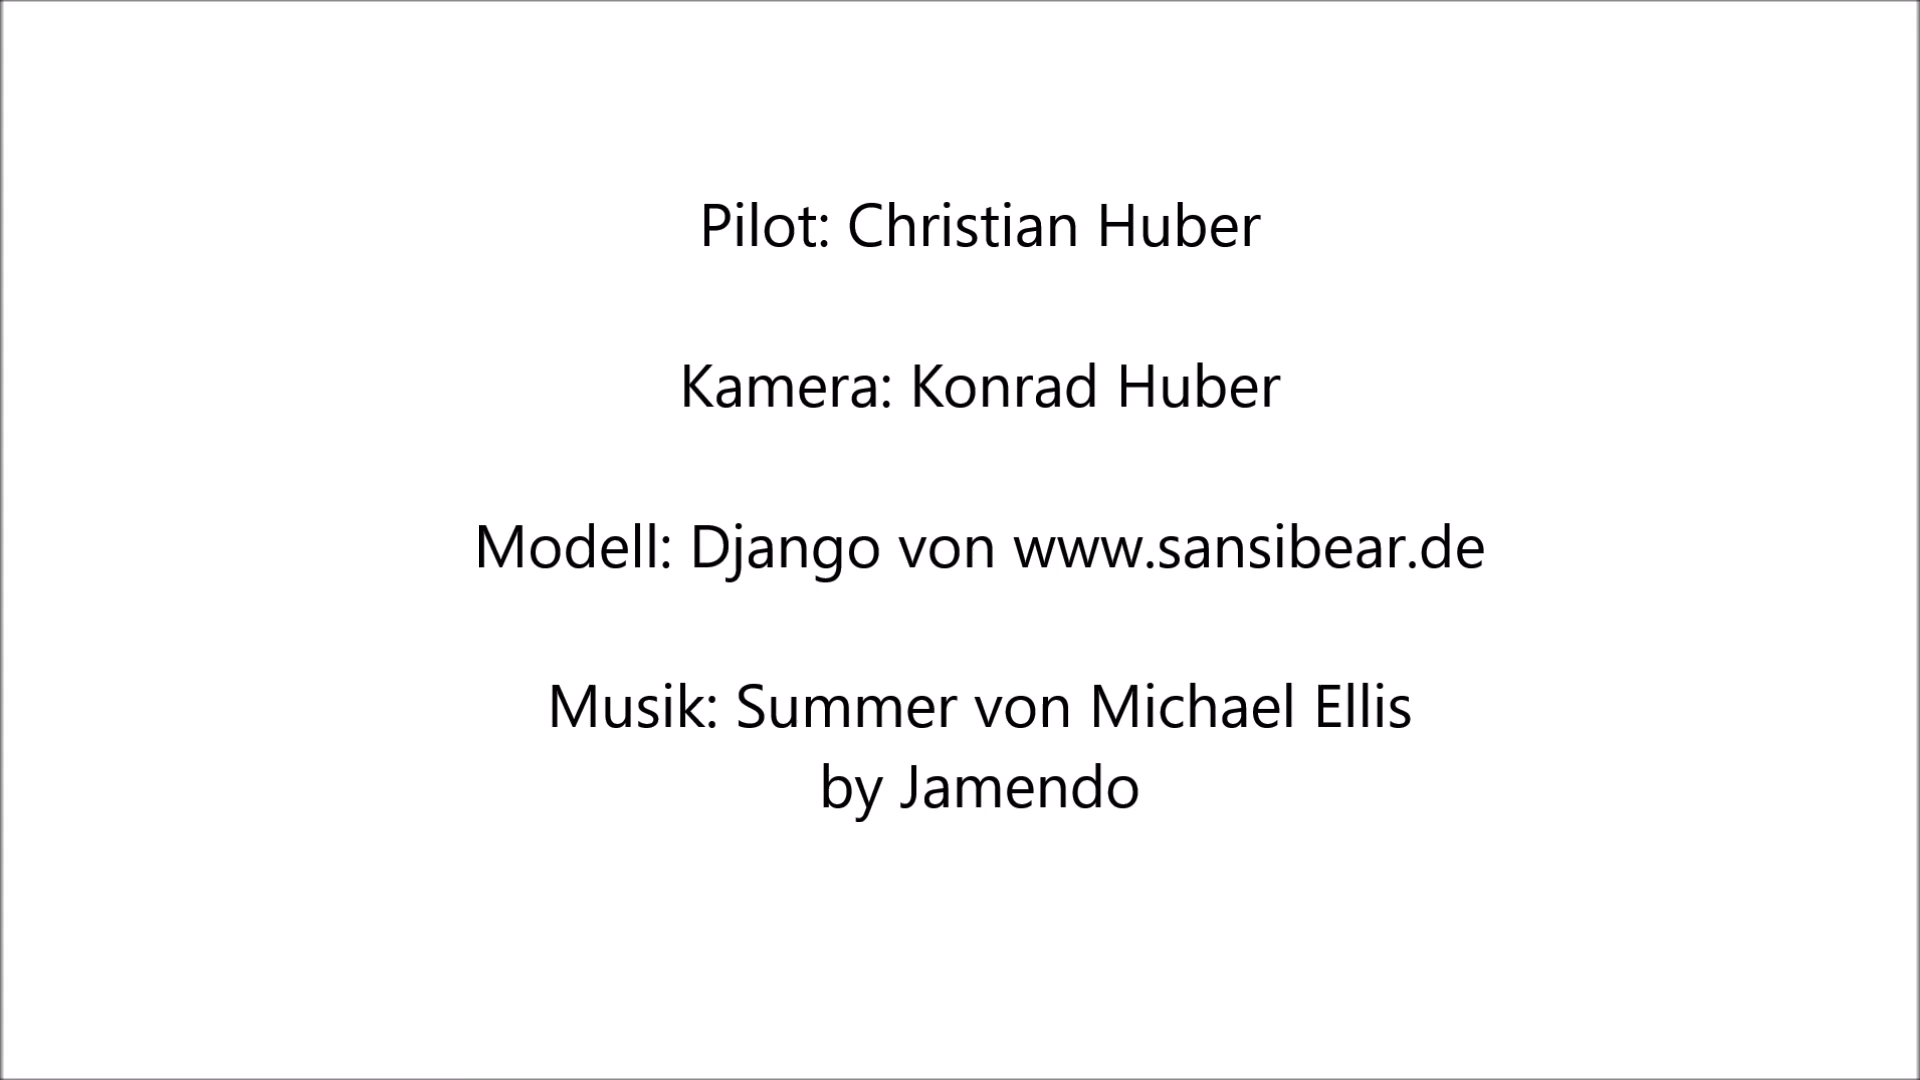 Pilot: Christian Huber
Kamera: Konrad Huber
Modell: Django von www.sansibear.de
Musik: Summer von Michael Ellis
by Jamendo